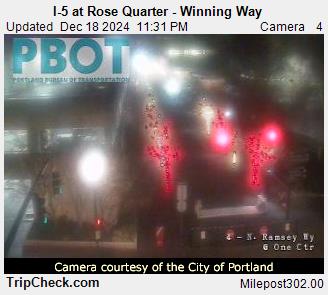 I-5 at Rose Quarter - Winning Way
Updated Dec 18 2024 11:31 PM Camera 4
PBOT
PORTLAND BUREAU OF TRANSPORTATION
4 - N. Ramsey Wy
@ One Ctr
Camera courtesy of the City of Portland
TripCheck.com Milepost302.00